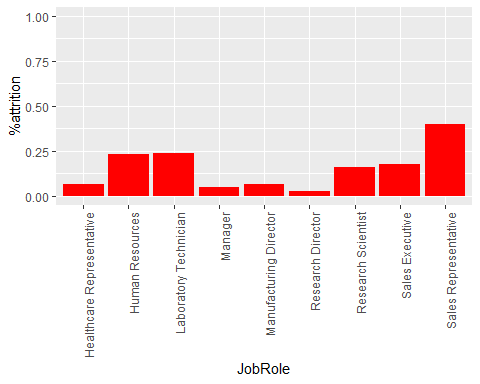 1.00
0.75
0.50
0.25
0.00
%attrition
Healthcare Representative
Human Resources
Laboratory Technician
Manager
Manufacturing Director
Research Director
Research Scientist
Sales Executive
Sales Representative
JobRole